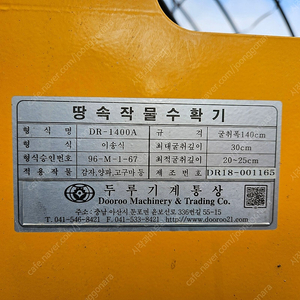 땅속작물수확기
형 식 명 DR-1400A 규 격 굴취폭140cm
형 식 이송식 최대굴취깊이 30cm
형식승인번호 96-M-1-67 최적굴취깊이 20~25cm
적 용 작 물 감자,양파,고구마 등 제 조 번 호 DR18-001165
두루기계통상
Dooroo Machinery & Trading Co.
주소: 충남 아산시 둔포면 운포선로 336번길 55-15
T. 041-546-8421 F. 041-533-8421 http://www.dooroo21.com